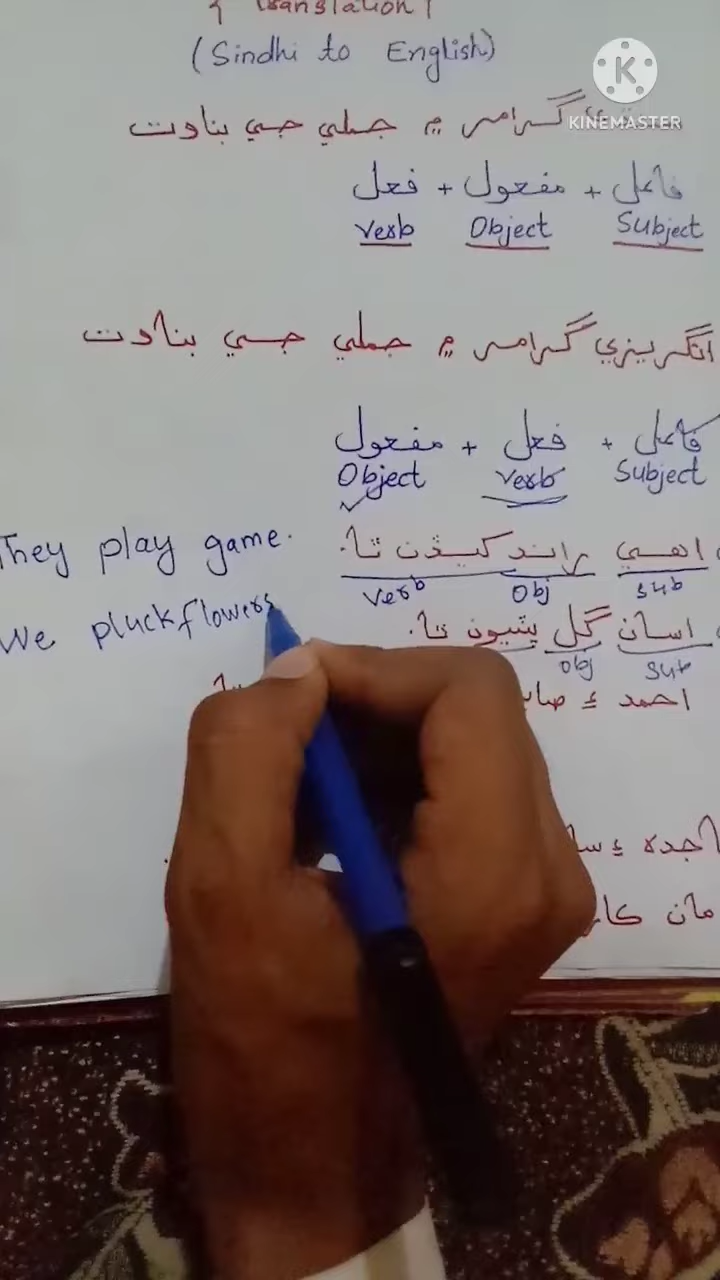 Translation
(Sindhi to English)
KINEMASTER
گرامر ۾ جملي جي بناوت
فاعل + مفعول + فعل
Subject Object Verb
انگريزي گرامر ۾ جملي جي بناوت
فاعل + فعل + مفعول
Subject Verb Object
اهي راند کيڏن ٿا. They play game.
Sub Obj Verb
اسان گل پٽيون ٿا. We pluck flowers
Sub Obj
احمد ۽
مان